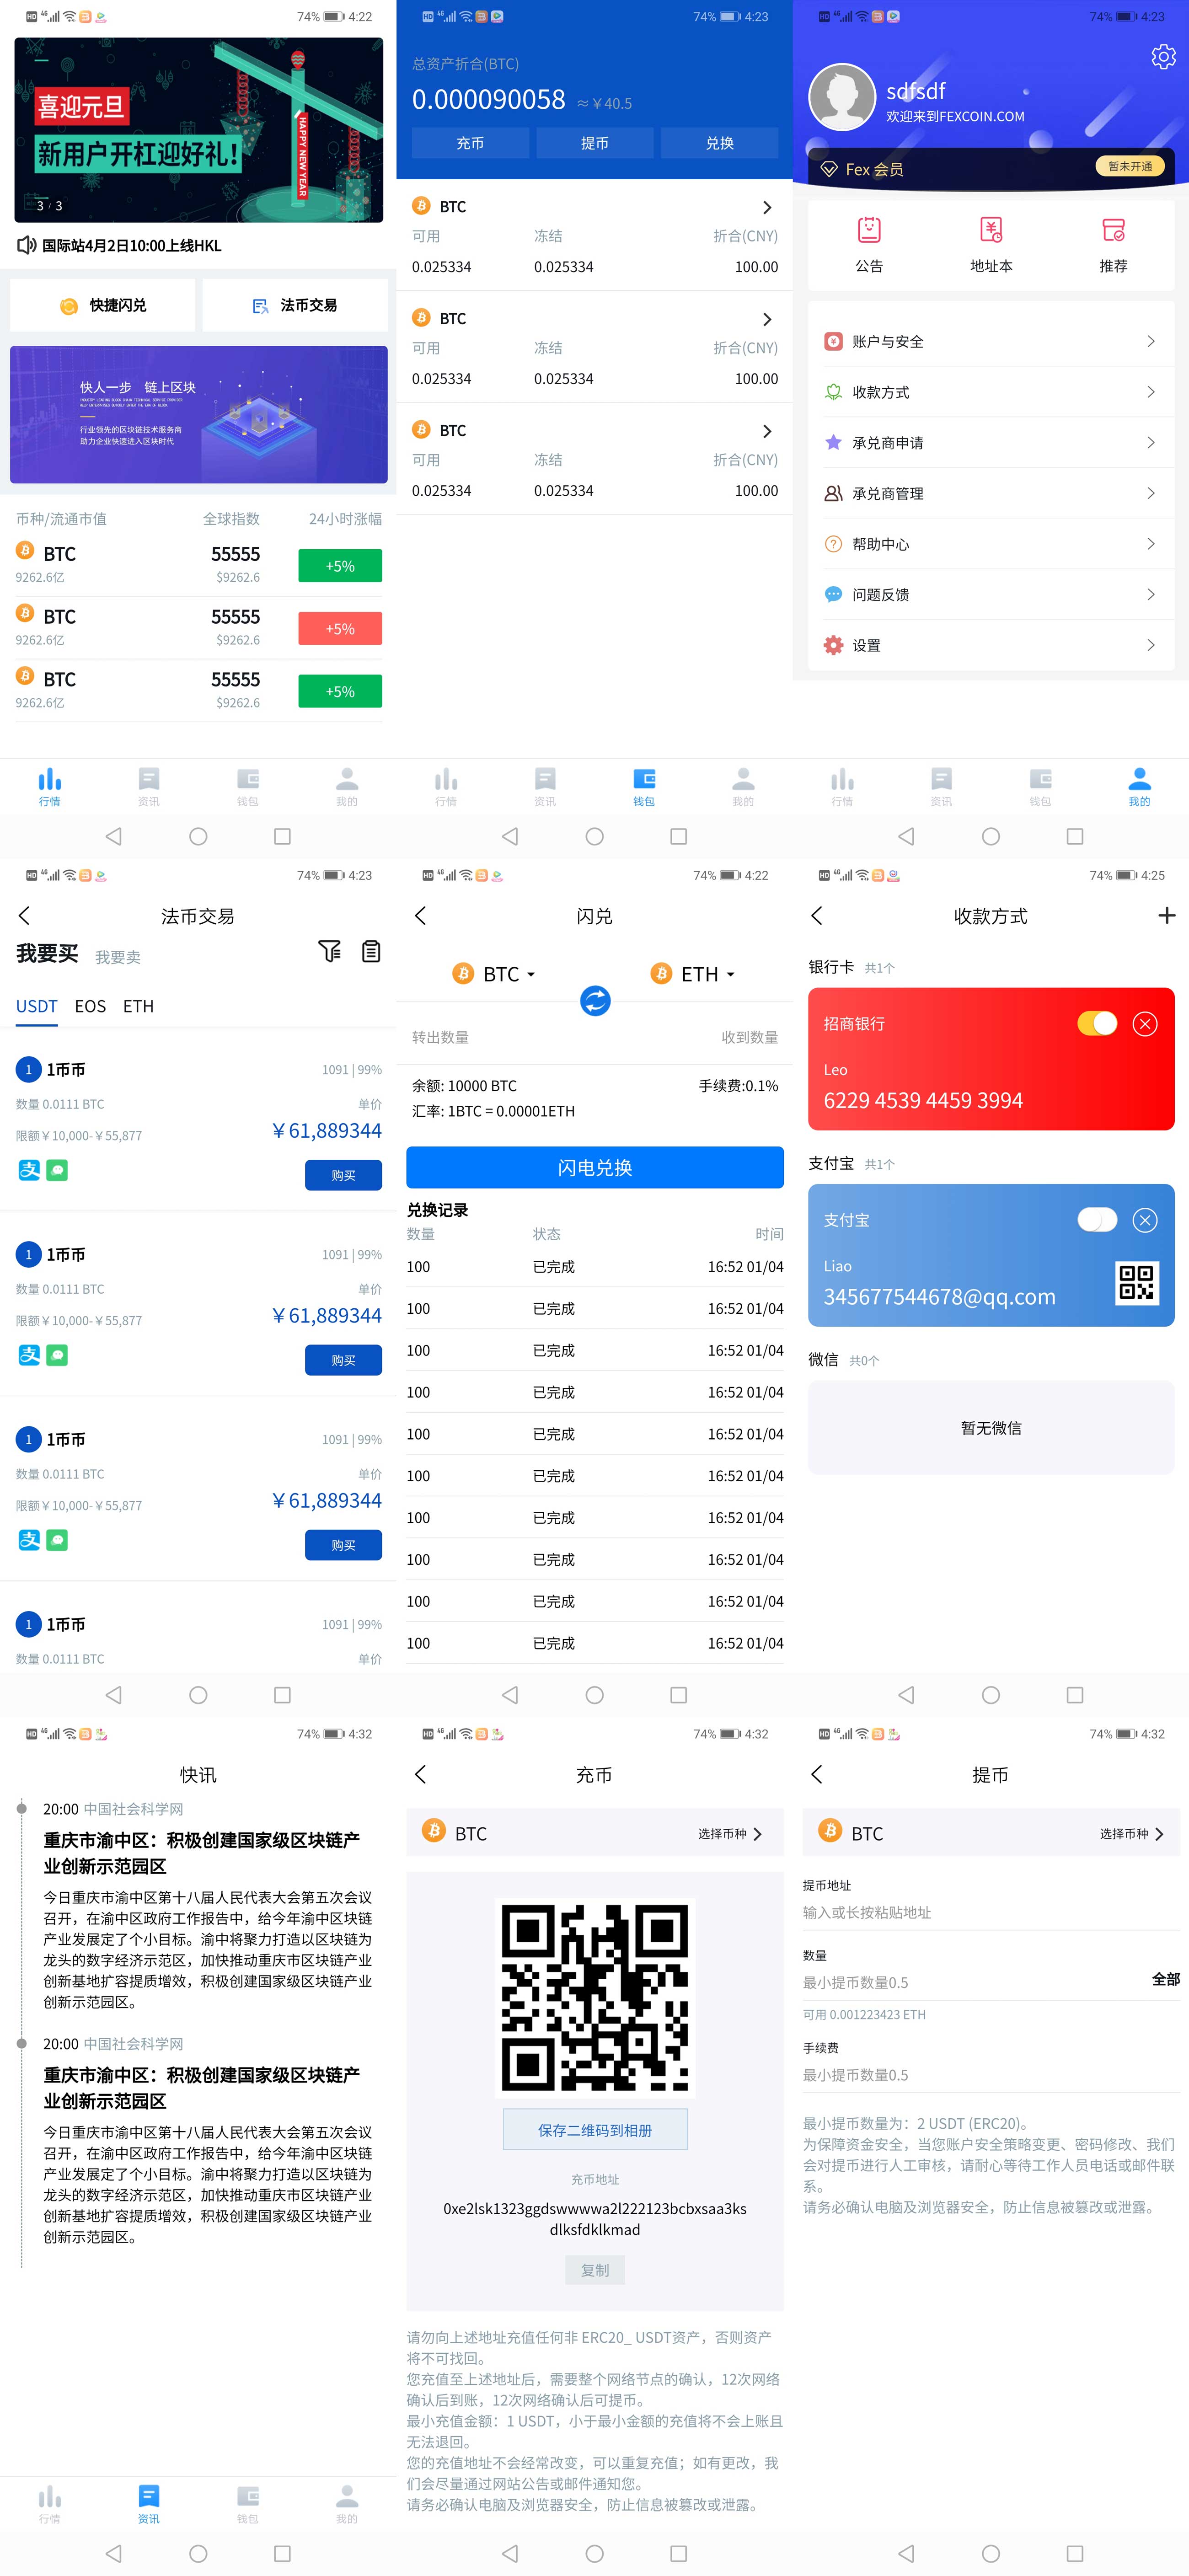 74% 4:22
喜迎元旦
新用户开杠迎好礼!
HAPPY NEW YEAR
3 / 3
国际站4月2日10:00上线HKL
快捷闪兑
法币交易
快人一步 链上区块
行业领先的区块链技术服务商
助力企业快速进入区块时代
币种/流通市值 全球指数 24小时涨幅
BTC 55555 +5%
9262.6亿 $9262.6
BTC 55555 +5%
9262.6亿 $9262.6
BTC 55555 +5%
9262.6亿 $9262.6
行情 资讯 钱包 我的
74% 4:23
总资产折合(BTC)
0.000090058 ≈￥40.5
充币 提币 兑换
BTC
可用 冻结 折合(CNY)
0.025334 0.025334 100.00
BTC
可用 冻结 折合(CNY)
0.025334 0.025334 100.00
BTC
可用 冻结 折合(CNY)
0.025334 0.025334 100.00
行情 资讯 钱包 我的
74% 4:23
sdfsdf
欢迎来到FEXCOIN.COM
Fex 会员 暂未开通
公告 地址本 推荐
账户与安全
收款方式
承兑商申请
承兑商管理
帮助中心
问题反馈
设置
行情 资讯 钱包 我的
74% 4:23
法币交易
我要买 我要卖
USDT EOS ETH
1 1币币 1091 | 99%
数量 0.0111 BTC 单价
限额￥10,000-￥55,877 ￥61,889344
支 购买
1 1币币 1091 | 99%
数量 0.0111 BTC 单价
限额￥10,000-￥55,877 ￥61,889344
支 购买
1 1币币 1091 | 99%
数量 0.0111 BTC 单价
限额￥10,000-￥55,877 ￥61,889344
支 购买
1 1币币 1091 | 99%
数量 0.0111 BTC 单价
74% 4:22
闪兑
BTC ETH
转出数量 收到数量
余额: 10000 BTC 手续费:0.1%
汇率: 1BTC = 0.00001ETH
闪电兑换
兑换记录
数量 状态 时间
100 已完成 16:52 01/04
100 已完成 16:52 01/04
100 已完成 16:52 01/04
100 已完成 16:52 01/04
100 已完成 16:52 01/04
100 已完成 16:52 01/04
100 已完成 16:52 01/04
100 已完成 16:52 01/04
100 已完成 16:52 01/04
100 已完成 16:52 01/04
74% 4:25
收款方式
银行卡 共1个
招商银行
Leo
6229 4539 4459 3994
支付宝 共1个
支付宝
Liao
345677544678@qq.com
微信 共0个
暂无微信
74% 4:32
快讯
20:00 中国社会科学网
重庆市渝中区：积极创建国家级区块链产
业创新示范园区
今日重庆市渝中区第十八届人民代表大会第五次会议
召开，在渝中区政府工作报告中，给今年渝中区块链
产业发展定了个小目标。渝中将聚力打造以区块链为
龙头的数字经济示范区，加快推动重庆市区块链产业
创新基地扩容提质增效，积极创建国家级区块链产业
创新示范园区。
20:00 中国社会科学网
重庆市渝中区：积极创建国家级区块链产
业创新示范园区
今日重庆市渝中区第十八届人民代表大会第五次会议
召开，在渝中区政府工作报告中，给今年渝中区块链
产业发展定了个小目标。渝中将聚力打造以区块链为
龙头的数字经济示范区，加快推动重庆市区块链产业
创新基地扩容提质增效，积极创建国家级区块链产业
创新示范园区。
行情 资讯 钱包 我的
74% 4:32
充币
BTC 选择币种
保存二维码到相册
充币地址
0xe2lsk1323ggdswwwwa2l222123bcbxsaa3ks
dlksfdklkmad
复制
请勿向上述地址充值任何非 ERC20_ USDT资产，否则资产
将不可找回。
您充值至上述地址后，需要整个网络节点的确认，12次网络
确认后到账，12次网络确认后可提币。
最小充值金额：1 USDT，小于最小金额的充值将不会上账且
无法退回。
您的充值地址不会经常改变，可以重复充值；如有更改，我
们会尽量通过网站公告或邮件通知您。
请务必确认电脑及浏览器安全，防止信息被篡改或泄露。
74% 4:32
提币
BTC 选择币种
提币地址
输入或长按粘贴地址
数量
最小提币数量0.5 全部
可用 0.001223423 ETH
手续费
最小提币数量0.5
最小提币数量为：2 USDT (ERC20)。
为保障资金安全，当您账户安全策略变更、密码修改、我们
会对提币进行人工审核，请耐心等待工作人员电话或邮件联
系。
请务必确认电脑及浏览器安全，防止信息被篡改或泄露。